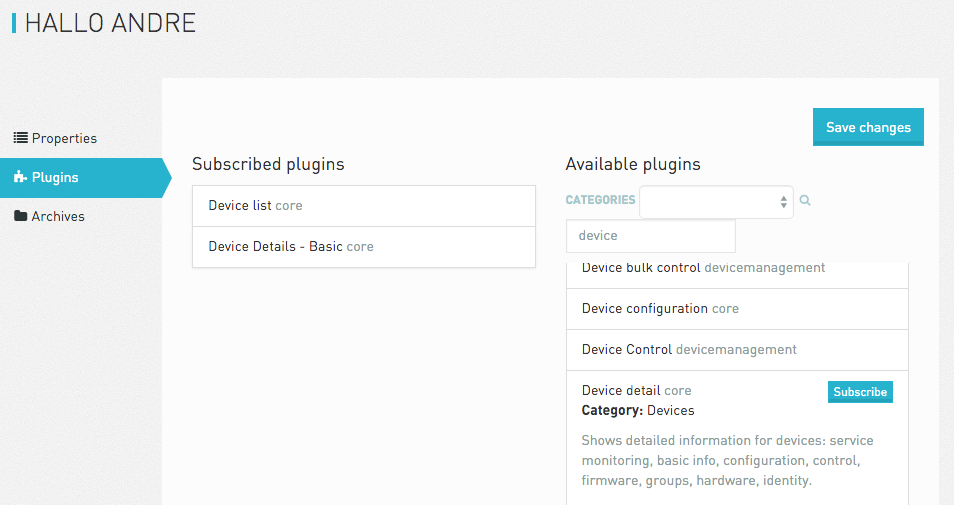 HALLO ANDRE
Properties
Plugins
Archives
Save changes
Subscribed plugins
Device list core
Device Details - Basic core
Available plugins
CATEGORIES
device
Device bulk control devicemanagement
Device configuration core
Device Control devicemanagement
Device detail core
Subscribe
Category: Devices
Shows detailed information for devices: service
monitoring, basic info, configuration, control,
firmware, groups, hardware, identity.